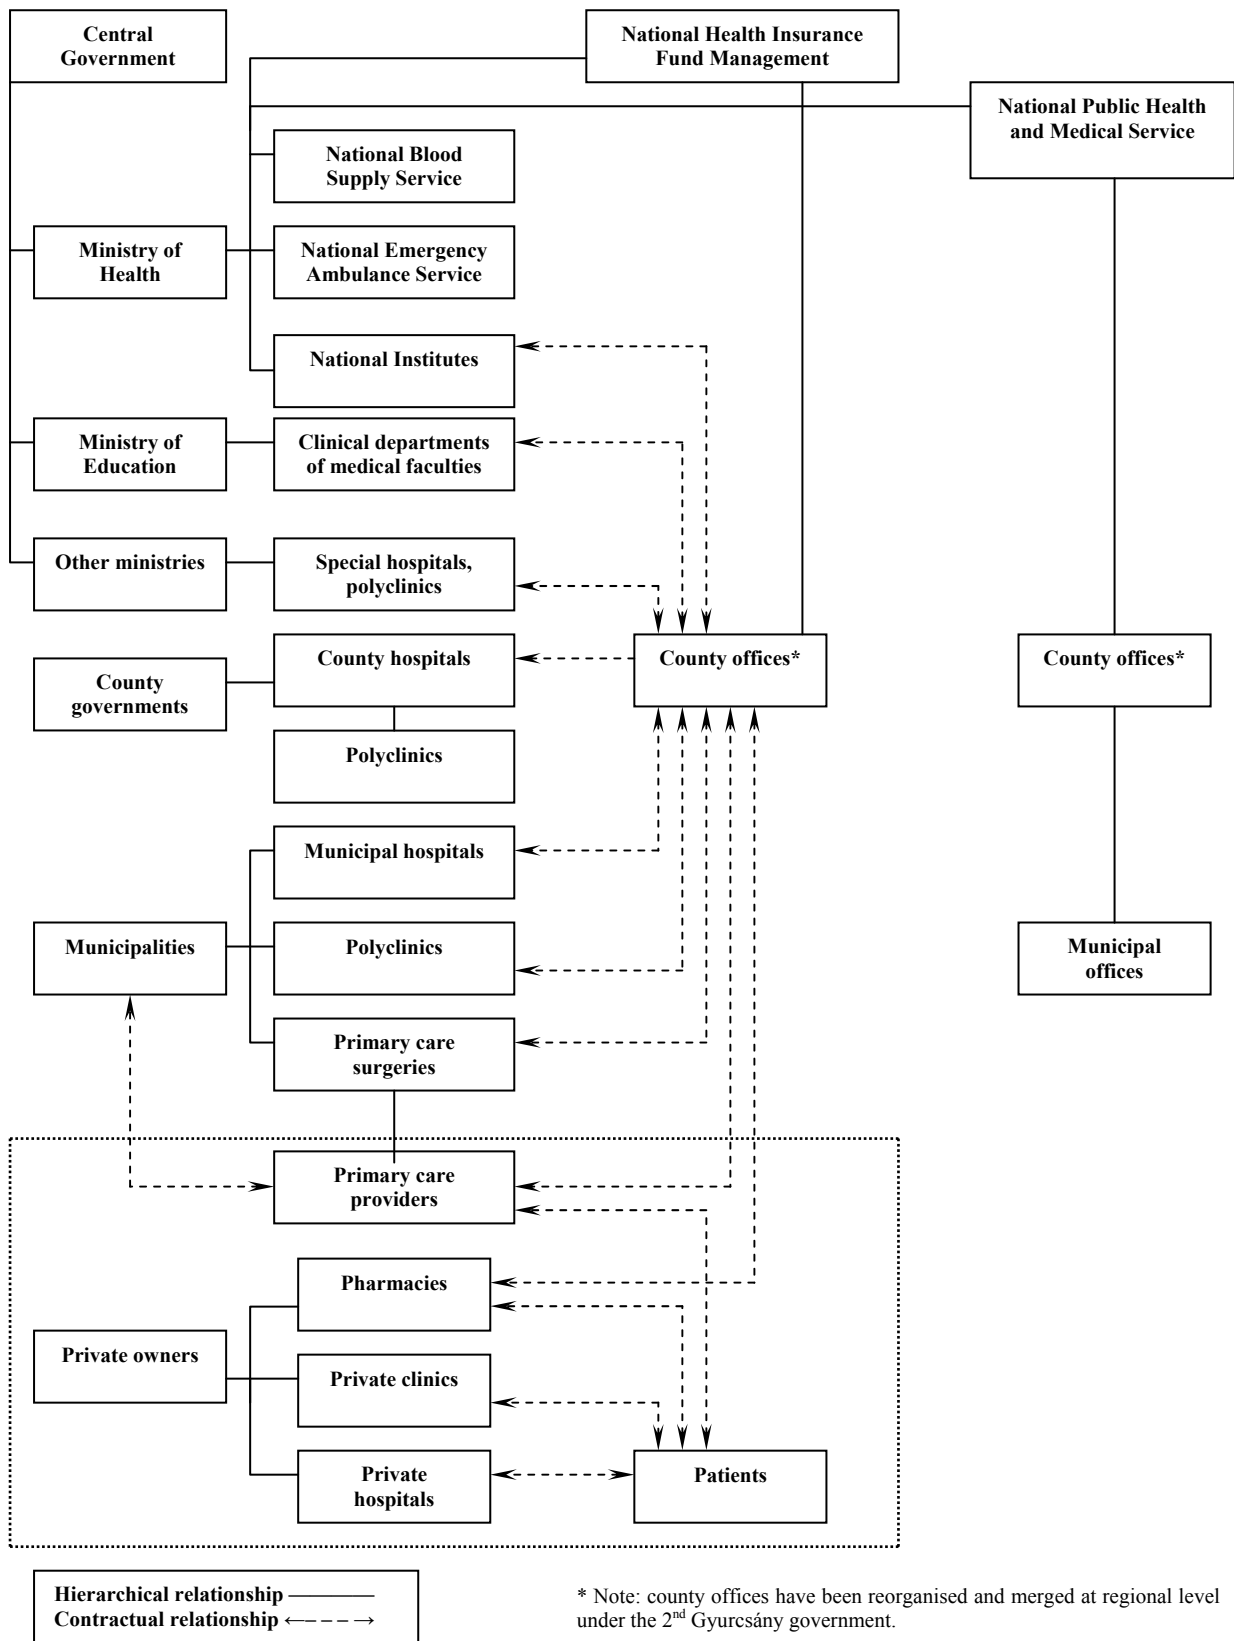 Central
Government
National Health Insurance
Fund Management
National Public Health
and Medical Service
National Blood
Supply Service
Ministry of
Health
National Emergency
Ambulance Service
National Institutes
Ministry of
Education
Clinical departments
of medical faculties
Other ministries
Special hospitals,
polyclinics
County hospitals
County offices*
County offices*
County
governments
Polyclinics
Municipal hospitals
Municipalities
Polyclinics
Municipal
offices
Primary care
surgeries
Primary care
providers
Pharmacies
Private owners
Private clinics
Private
hospitals
Patients
Hierarchical relationship
Contractual relationship
* Note: county offices have been reorganised and merged at regional level
under the 2nd Gyurcsány government.